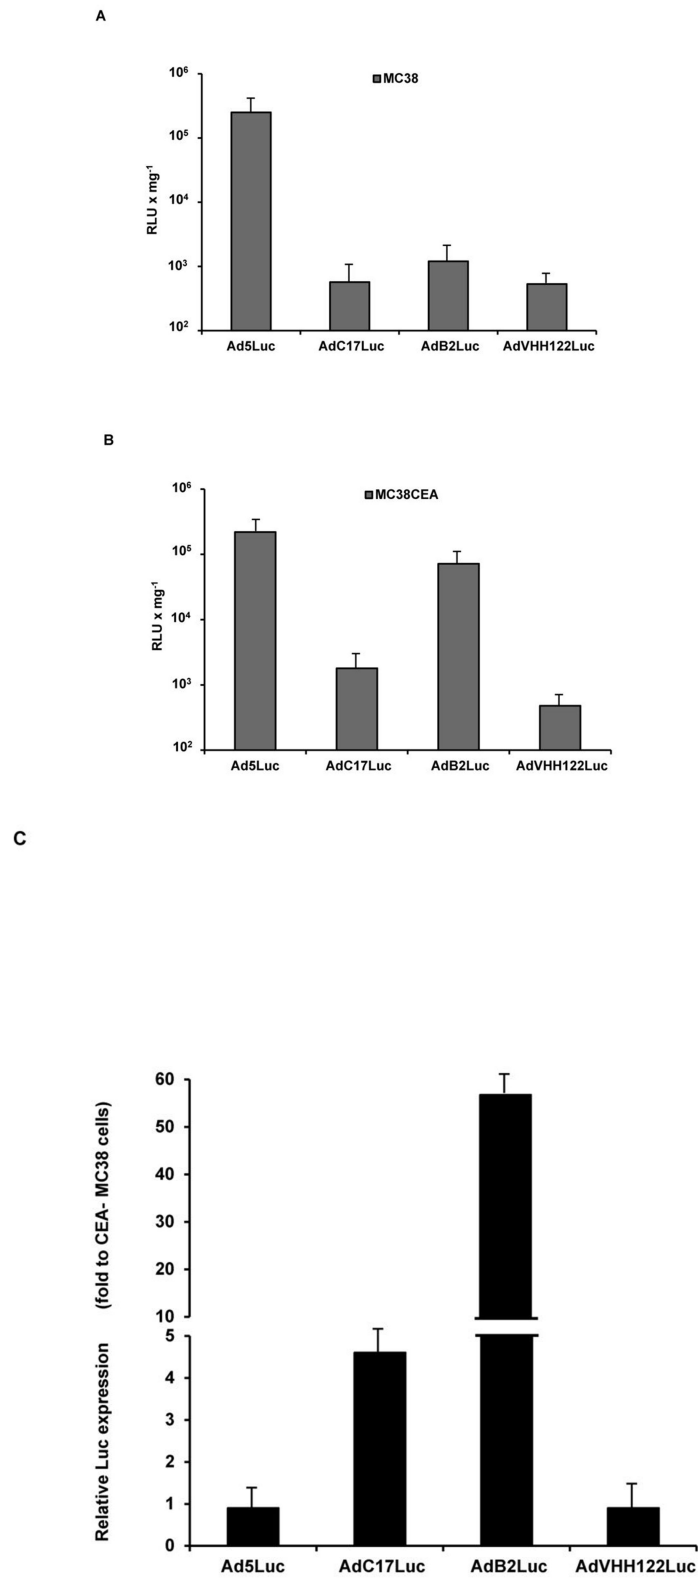 A
MC38
10⁶
10⁵
10⁴
10³
10²
RLU x mg⁻¹
Ad5Luc AdC17Luc AdB2Luc AdVHH122Luc
B
MC38CEA
10⁶
10⁵
10⁴
10³
10²
RLU x mg⁻¹
Ad5Luc AdC17Luc AdB2Luc AdVHH122Luc
C
60
50
40
30
20
10
5
4
3
2
1
0
Relative Luc expression (fold to CEA- MC38 cells)
Ad5Luc AdC17Luc AdB2Luc AdVHH122Luc